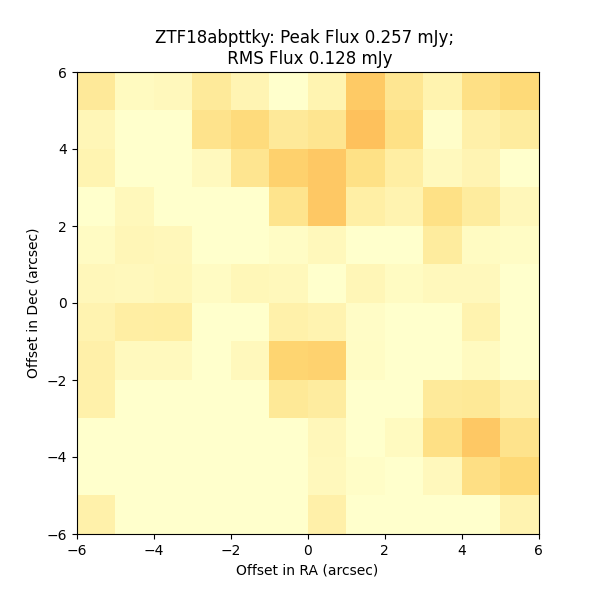 ZTF18abpttky: Peak Flux 0.257 mJy;
RMS Flux 0.128 mJy
6
4
2
0
−2
−4
−6
Offset in Dec (arcsec)
−6 −4 −2 0 2 4 6
Offset in RA (arcsec)